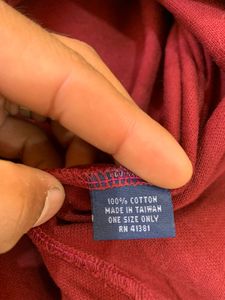 100% COTTON
MADE IN TAIWAN
ONE SIZE ONLY
RN 41381